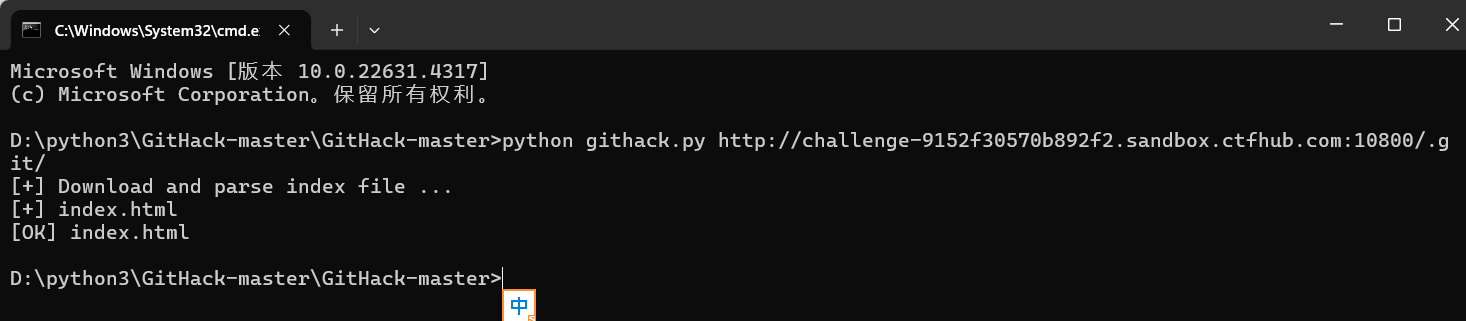 C:\Windows\System32\cmd.e
Microsoft Windows [版本 10.0.22631.4317]
(c) Microsoft Corporation。保留所有权利。
D:\python3\GitHack-master\GitHack-master>python githack.py http://challenge-9152f30570b892f2.sandbox.ctfhub.com:10800/.g
it/
[+] Download and parse index file ...
[+] index.html
[OK] index.html
D:\python3\GitHack-master\GitHack-master>
中